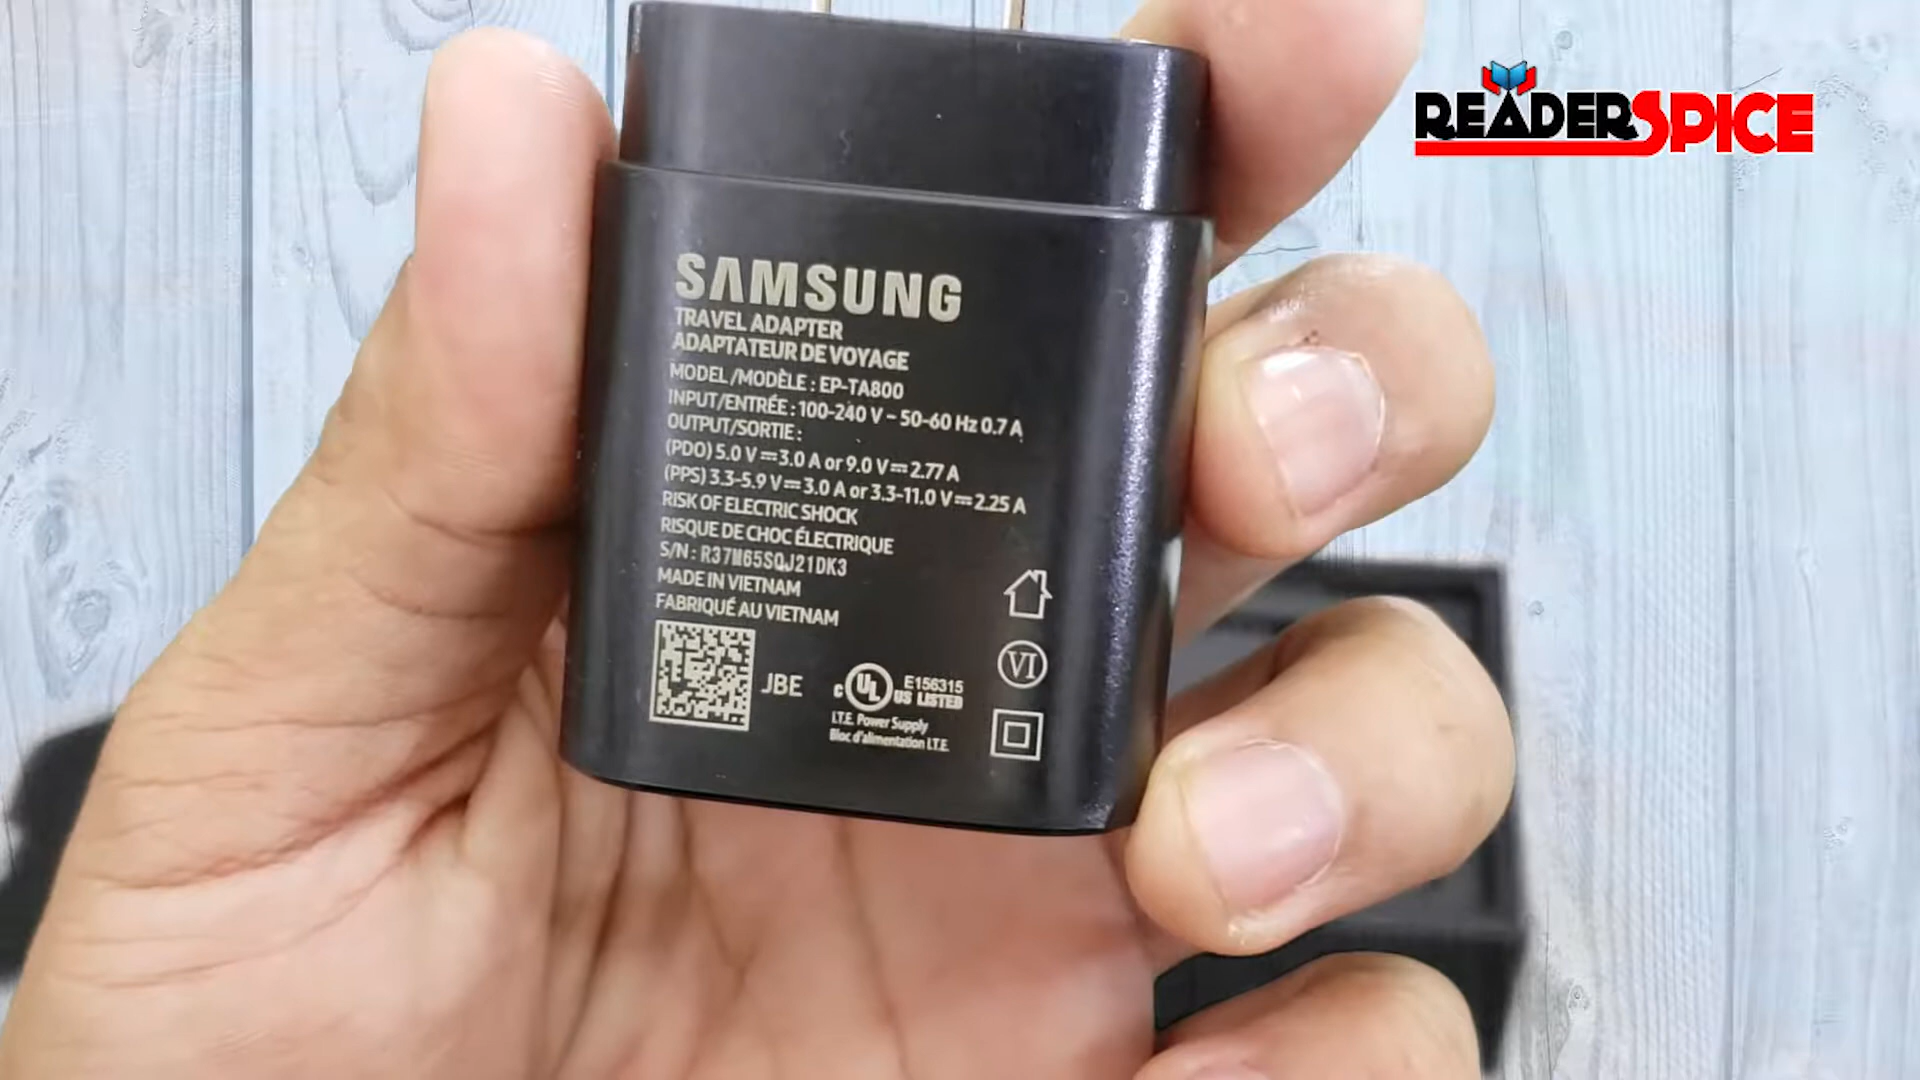 READERSPICE
SAMSUNG
TRAVEL ADAPTER
ADAPTATEUR DE VOYAGE
MODEL/MODÈLE : EP-TA800
INPUT/ENTRÉE : 100-240 V ~ 50-60 Hz 0.7 A
OUTPUT/SORTIE :
(PDO) 5.0 V⎓3.0 A or 9.0 V⎓2.77 A
(PPS) 3.3-5.9 V⎓3.0 A or 3.3-11.0 V⎓2.25 A
RISK OF ELECTRIC SHOCK
RISQUE DE CHOC ÉLECTRIQUE
S/N : R37M65SQJ21DK3
MADE IN VIETNAM
FABRIQUÉ AU VIETNAM
JBE
C UL US LISTED E156315
I.T.E. Power Supply
Bloc d'alimentation I.T.E.
VI